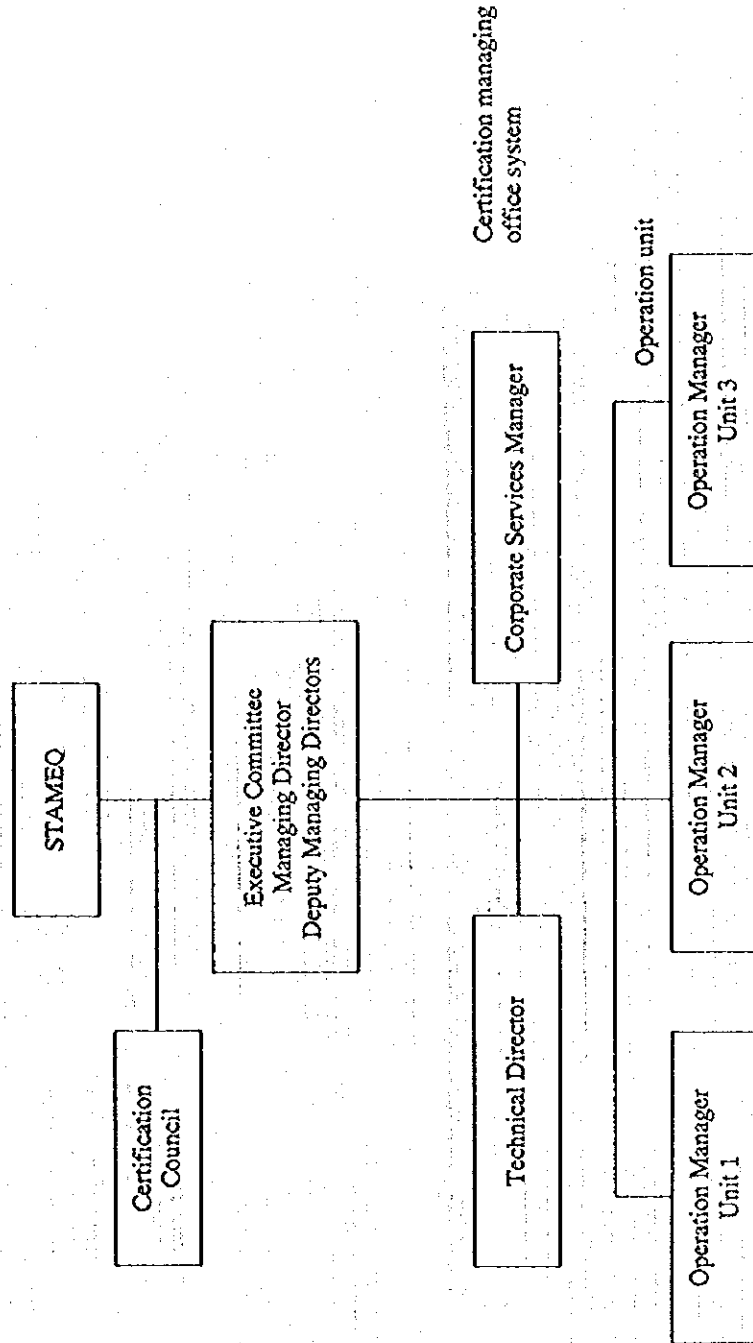 STAMEQ
Certification
Council
Executive Committee
Managing Director
Deputy Managing Directors
Technical Director
Corporate Services Manager
Certification managing
office system
Operation unit
Operation Manager
Unit 1
Operation Manager
Unit 2
Operation Manager
Unit 3